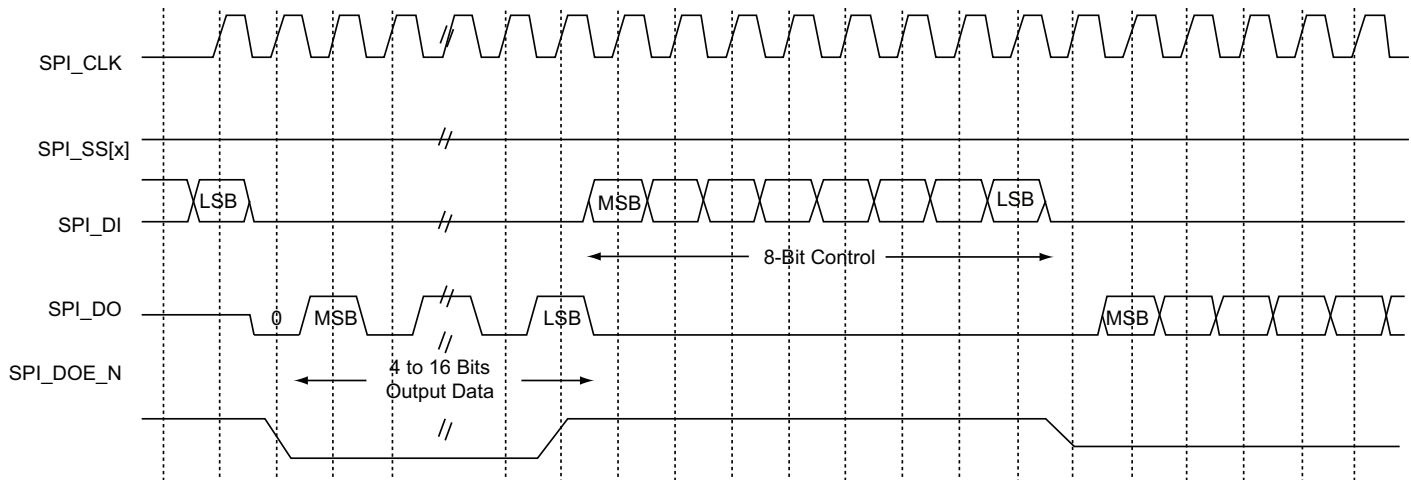 SPI_CLK
SPI_SS[x]
LSB
MSB
LSB
SPI_DI
8-Bit Control
SPI_DO
0
MSB
LSB
MSB
4 to 16 Bits
Output Data
SPI_DOE_N